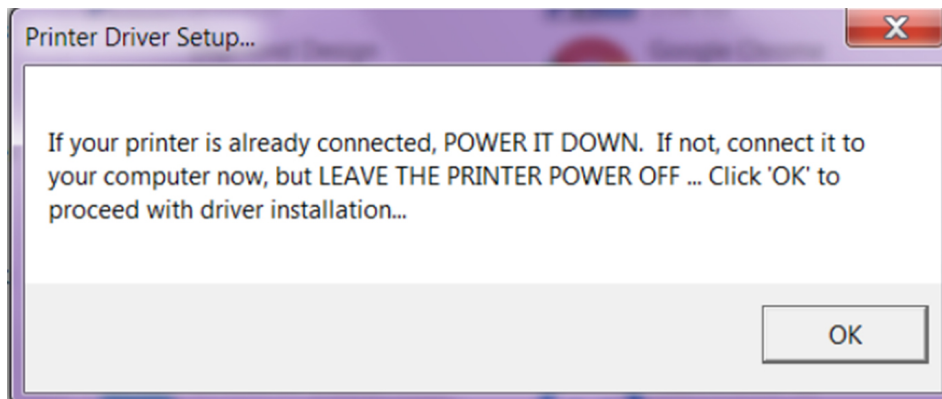 Printer Driver Setup...
If your printer is already connected, POWER IT DOWN.  If not, connect it to
your computer now, but LEAVE THE PRINTER POWER OFF ... Click 'OK' to
proceed with driver installation...
OK